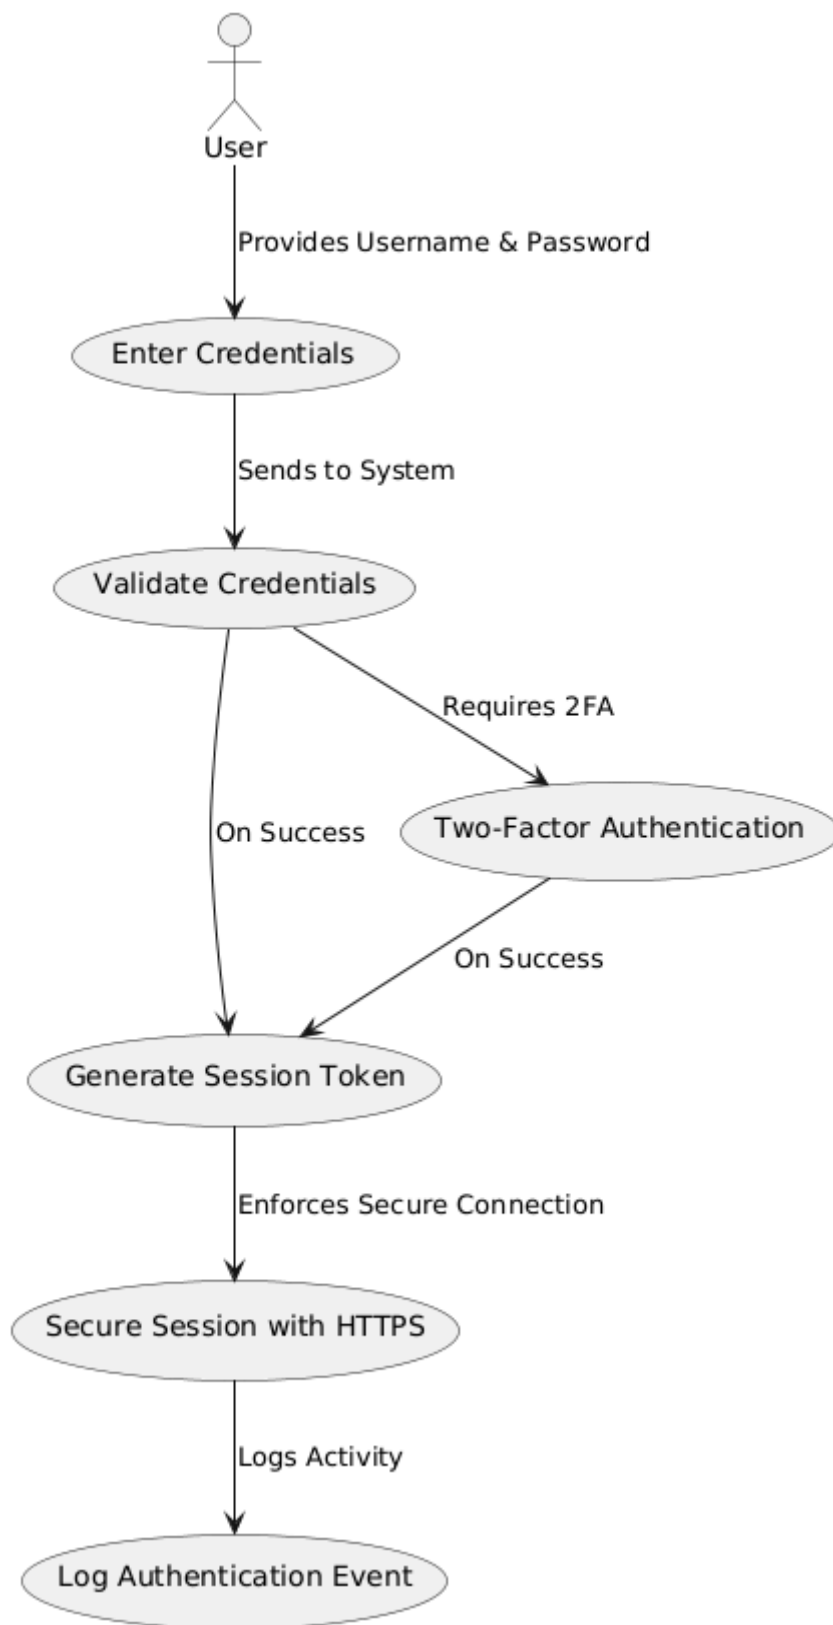 User
Provides Username & Password
Enter Credentials
Sends to System
Validate Credentials
Requires 2FA
Two-Factor Authentication
On Success
On Success
Generate Session Token
Enforces Secure Connection
Secure Session with HTTPS
Logs Activity
Log Authentication Event